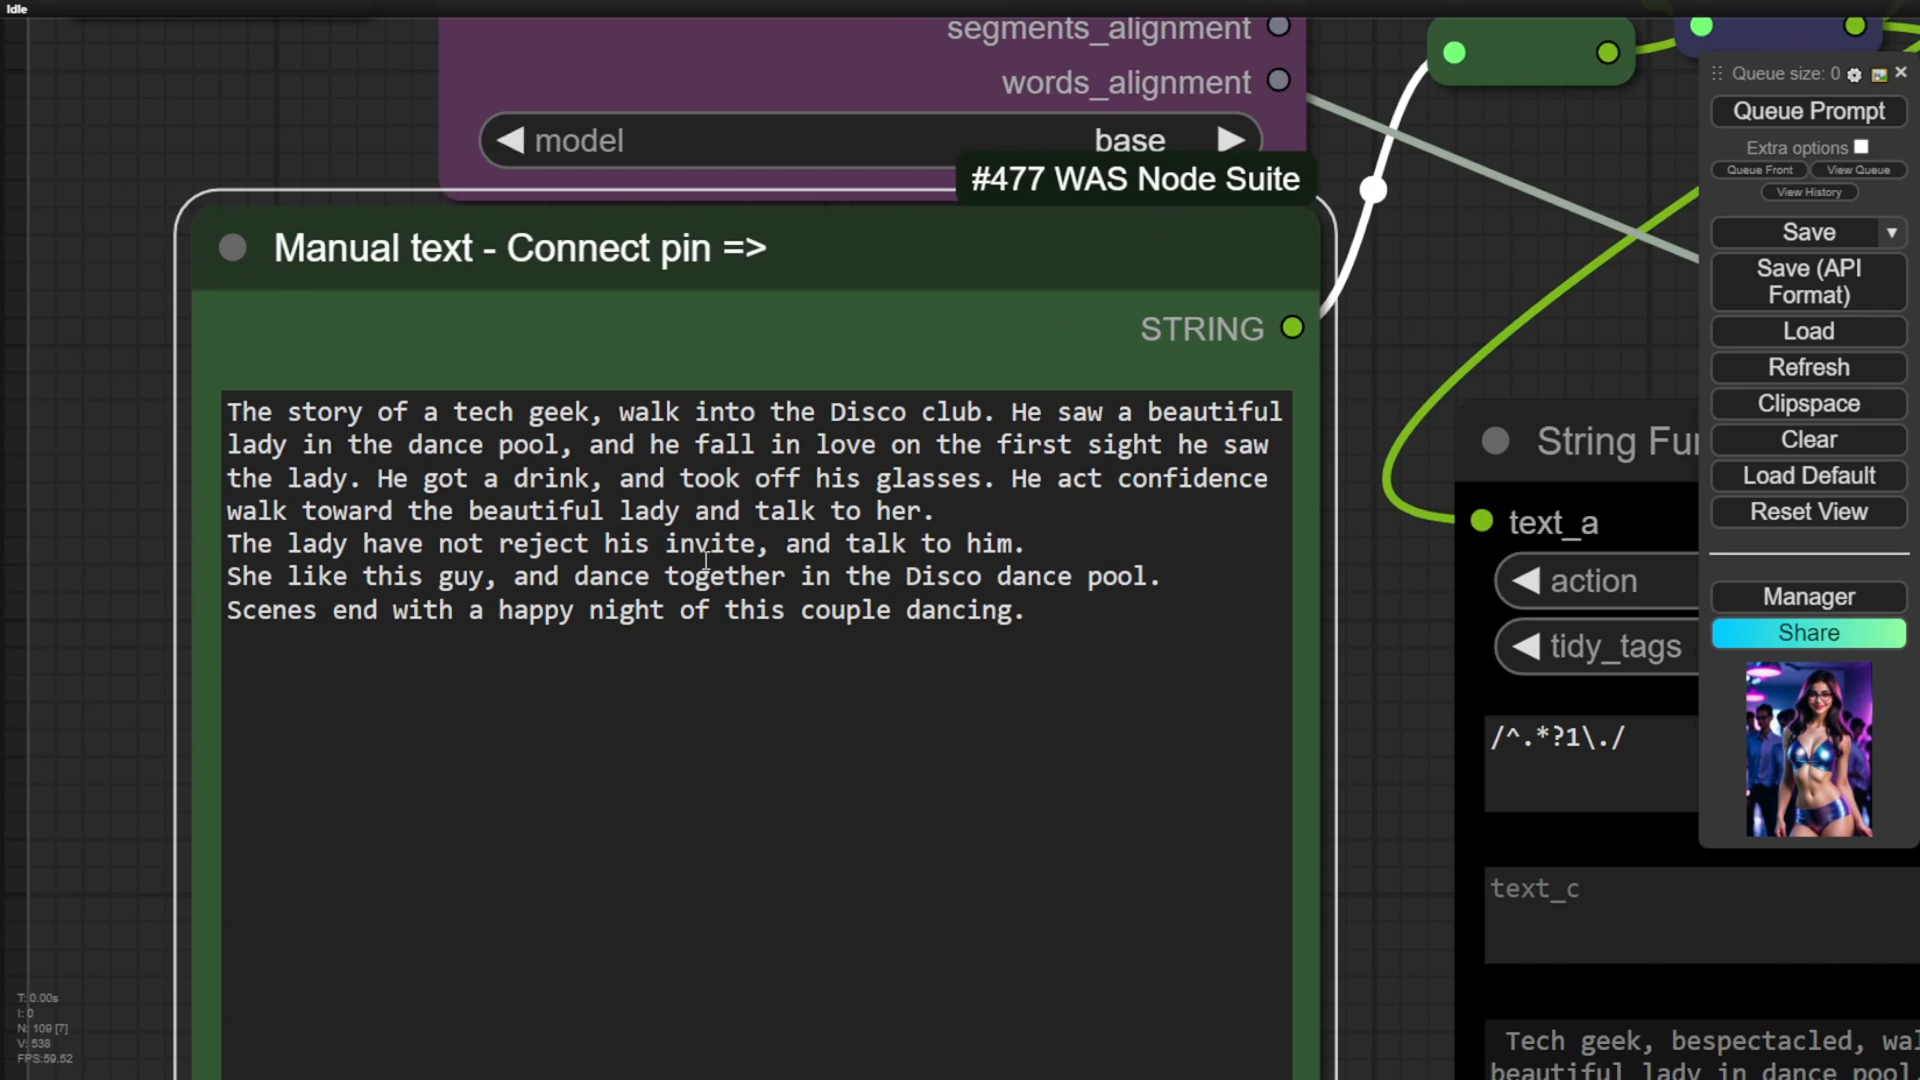 Idle
segments_alignment
words_alignment
model base
#477 WAS Node Suite
Manual text - Connect pin =>
STRING
The story of a tech geek, walk into the Disco club. He saw a beautiful
lady in the dance pool, and he fall in love on the first sight he saw
the lady. He got a drink, and took off his glasses. He act confidence
walk toward the beautiful lady and talk to her.
The lady have not reject his invite, and talk to him.
She like this guy, and dance together in the Disco dance pool.
Scenes end with a happy night of this couple dancing.
String Fu
text_a
action
tidy_tags
/^.*?1\./
text_c
Tech geek, bespectacled, wal
beautiful lady in dance pool
Queue size: 0
Queue Prompt
Extra options
Queue Front View Queue
View History
Save
Save (API
Format)
Load
Refresh
Clipspace
Clear
Load Default
Reset View
Manager
Share
T: 0.00s
I: 0
N: 109 [7]
V: 538
FPS:59.52